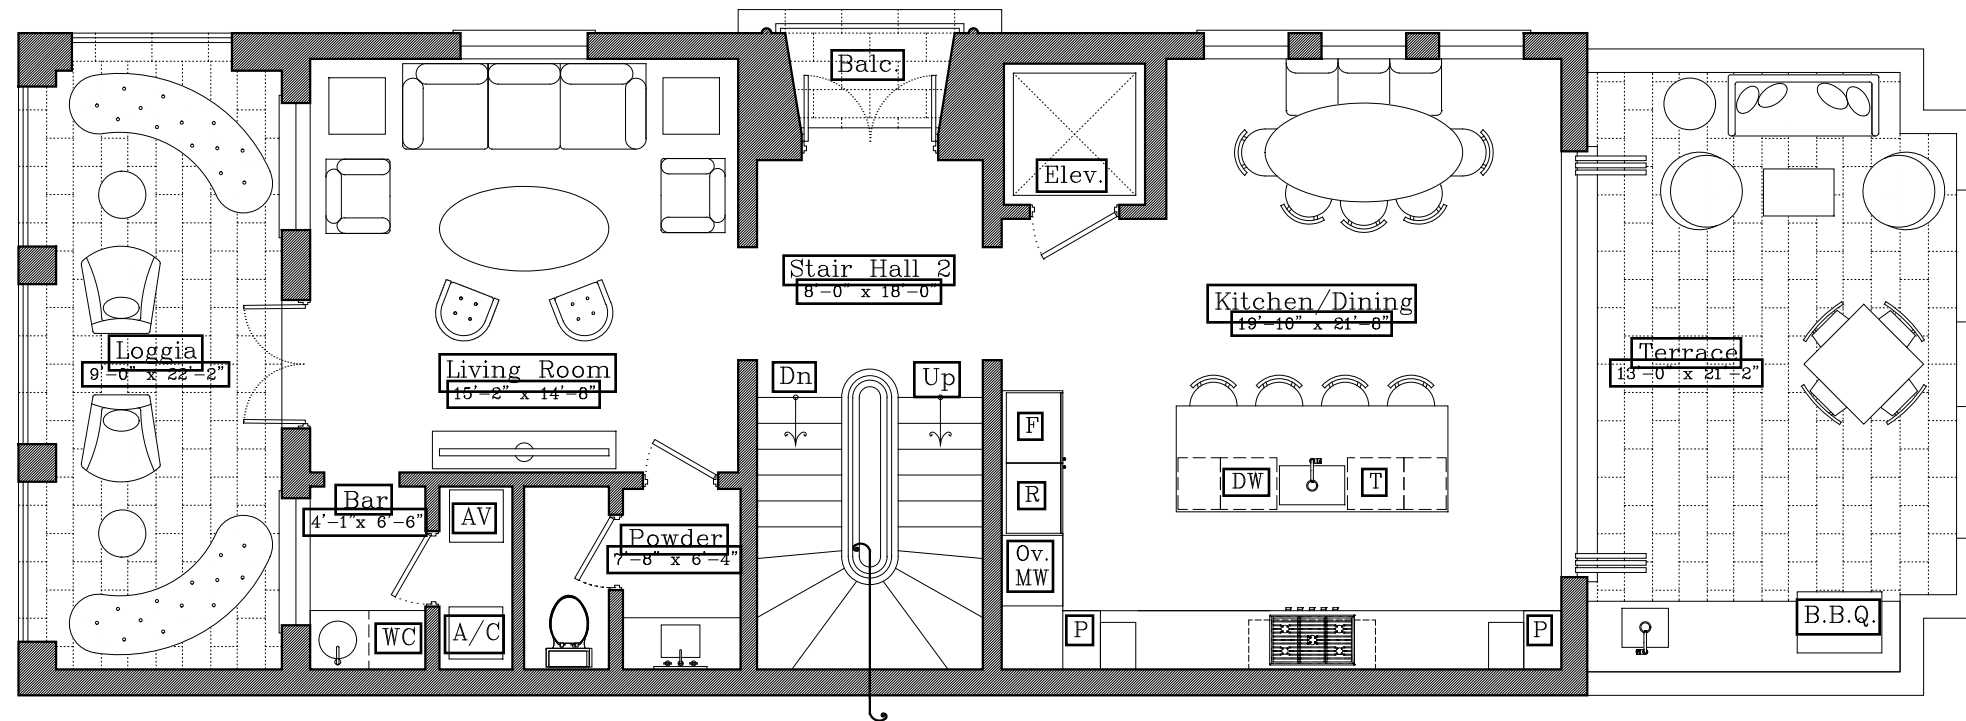 Balc.
Elev.
Stair Hall 2
8'-0" x 18'-0"
Kitchen/Dining
19'-10" x 21'-8"
Loggia
9'-0" x 22'-2"
Living Room
15'-2" x 14'-8"
Terrace
13'-0" x 21'-2"
Dn
Up
F
R
DW
T
Bar
4'-1"x 6'-6"
AV
Powder
7'-8" x 6'-4"
Ov.
MW
WC
A/C
P
P
B.B.Q.